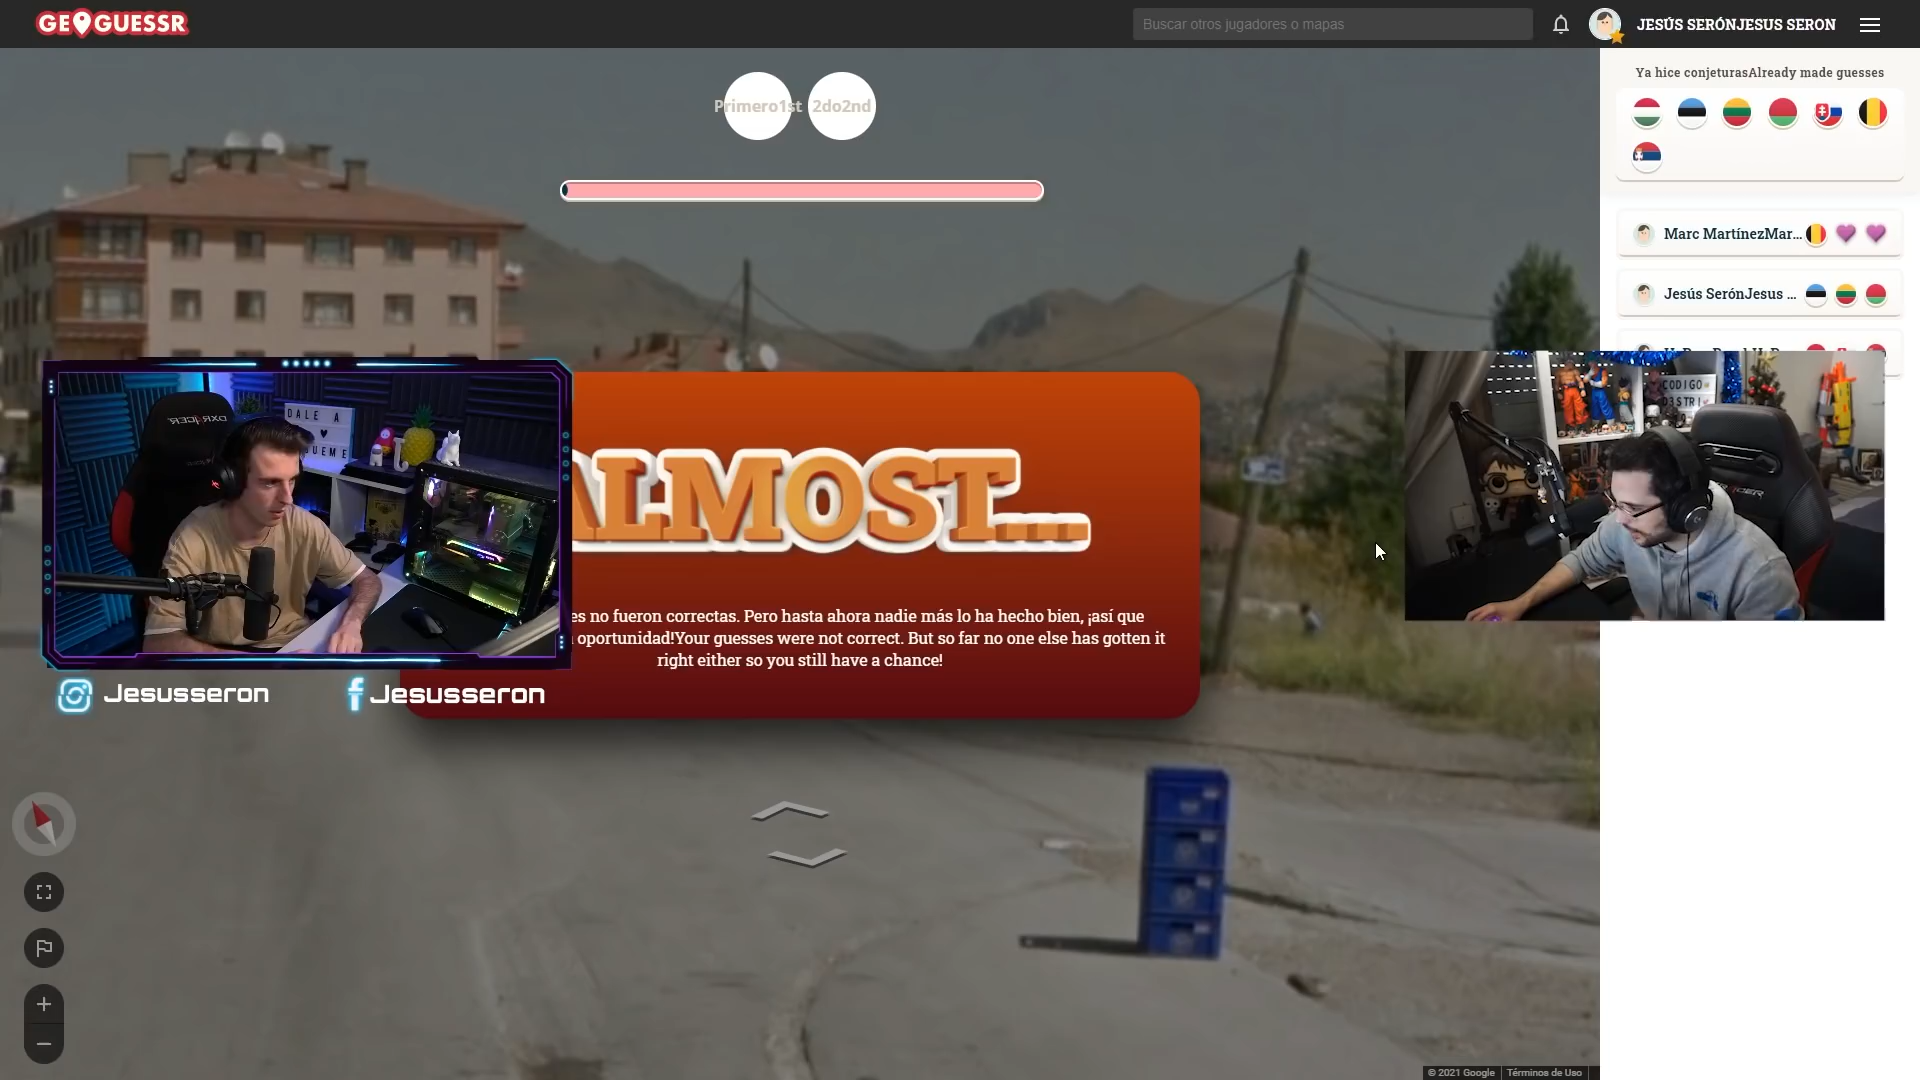 GEOGUESSR
Buscar otros jugadores o mapas
JESÚS SERÓNJESUS SERON
Primero1st
2do2nd
Ya hice conjeturasAlready made guesses
Marc MartínezMar...
Jesús SerónJesus ...
ALMOST...
es no fueron correctas. Pero hasta ahora nadie más lo ha hecho bien, ¡así que
oportunidad!Your guesses were not correct. But so far no one else has gotten it
right either so you still have a chance!
DALE A
CODIGO
Jesusseron
Jesusseron
© 2021 Google
Términos de Uso